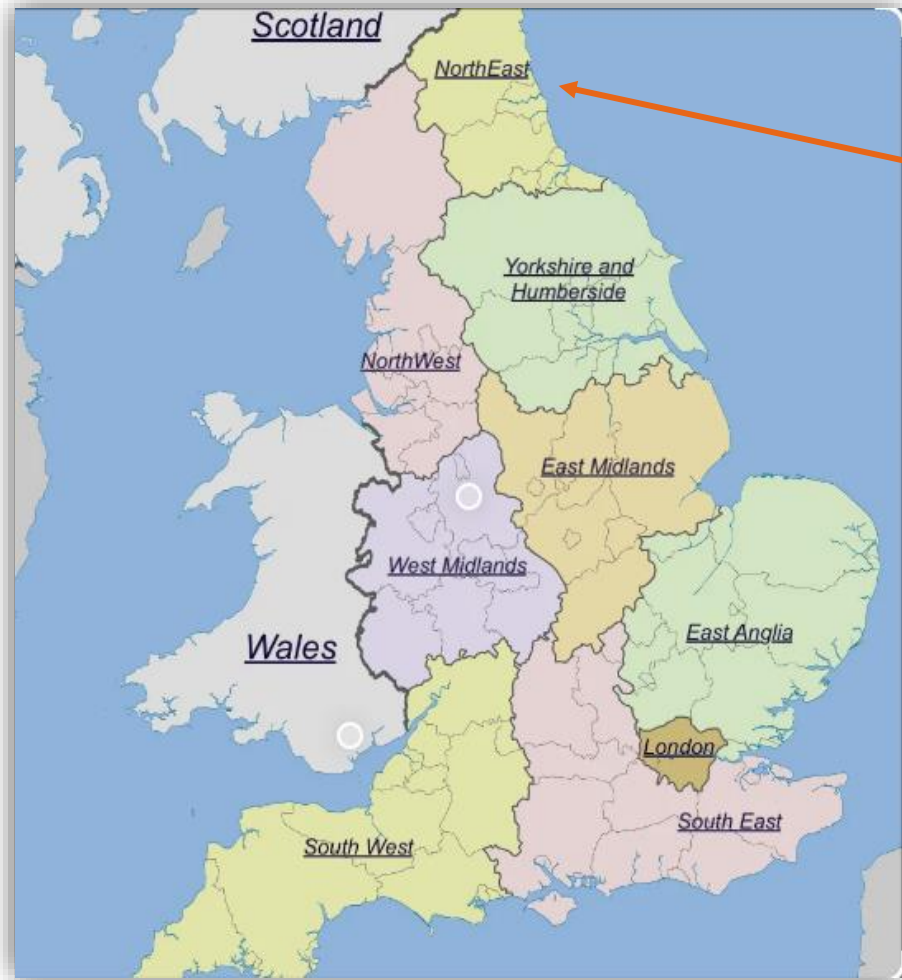 Scotland
NorthEast
Yorkshire and
Humberside
NorthWest
East Midlands
West Midlands
Wales
East Anglia
London
South East
South West